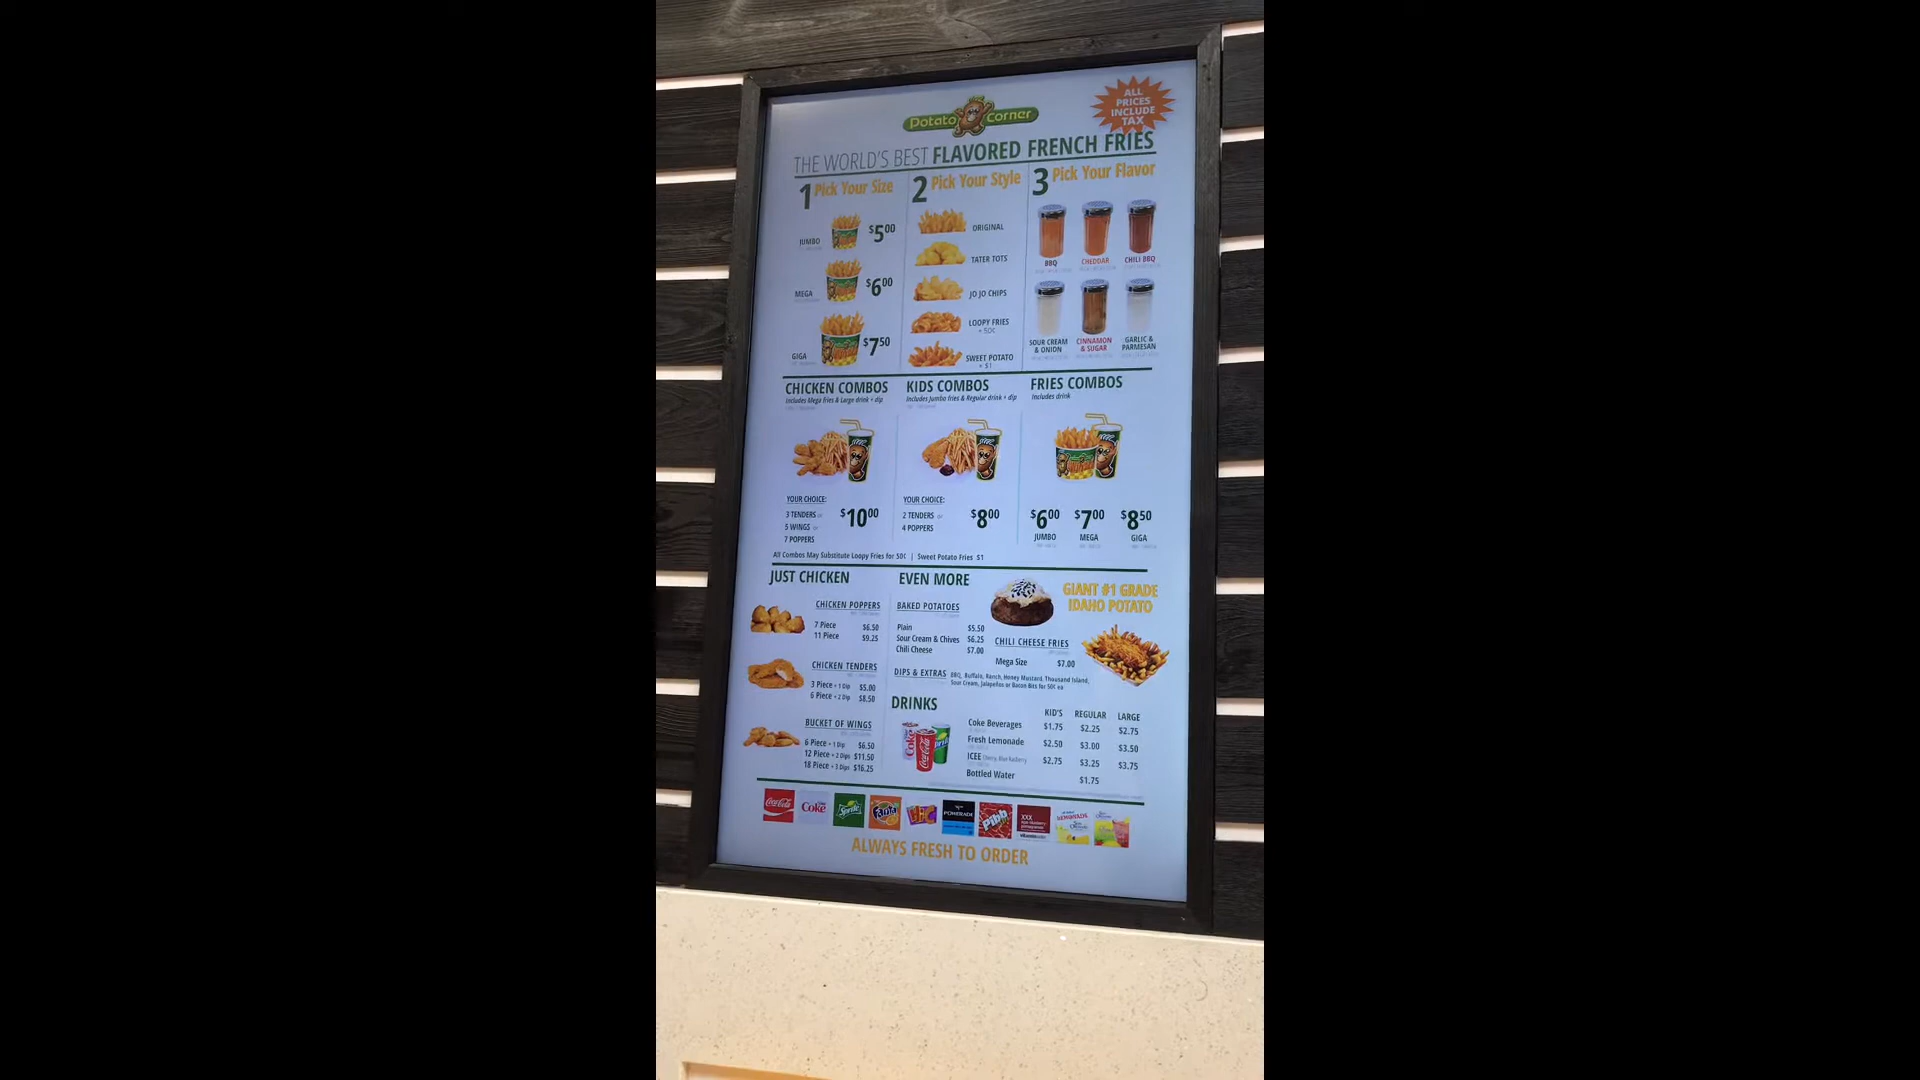 ALL
PRICES
INCLUDE
TAX
Potato Corner
THE WORLD'S BEST FLAVORED FRENCH FRIES
1 Pick Your Size
JUMBO $5.00
MEGA $6.00
GIGA $7.50
2 Pick Your Style
ORIGINAL
TATER TOTS
JO JO CHIPS
LOOPY FRIES
+ 50¢
SWEET POTATO
+ $1
3 Pick Your Flavor
BBQ CHEDDAR CHILI BBQ
SOUR CREAM & ONION CINNAMON & SUGAR GARLIC & PARMESAN
CHICKEN COMBOS
Includes Mega fries & Large drink + dip
YOUR CHOICE:
3 TENDERS or
5 WINGS or
7 POPPERS
$10.00
KIDS COMBOS
Includes Jumbo fries & Regular drink + dip
YOUR CHOICE:
2 TENDERS or
4 POPPERS
$8.00
FRIES COMBOS
Includes drink
$6.00 $7.00 $8.50
JUMBO MEGA GIGA
All Combos May Substitute Loopy Fries for 50¢ | Sweet Potato Fries $1
JUST CHICKEN
CHICKEN POPPERS
7 Piece $6.50
11 Piece $9.25
CHICKEN TENDERS
3 Piece + 1 Dip $5.00
6 Piece + 2 Dip $8.50
BUCKET OF WINGS
6 Piece + 1 Dip $6.50
12 Piece + 2 Dips $11.50
18 Piece + 3 Dips $16.25
EVEN MORE
BAKED POTATOES
Plain $5.50
Sour Cream & Chives $6.25
Chili Cheese $7.00
GIANT #1 GRADE
IDAHO POTATO
CHILI CHEESE FRIES
Mega Size $7.00
DIPS & EXTRAS BBQ, Buffalo, Ranch, Honey Mustard, Thousand Island,
Sour Cream, Jalapeños or Bacon Bits for 50¢ ea
DRINKS
KID'S REGULAR LARGE
Coke Beverages $1.75 $2.25 $2.75
Fresh Lemonade $2.50 $3.00 $3.50
ICEE Cherry, Blue Raspberry $2.75 $3.25 $3.75
Bottled Water $1.75
Coca-Cola Coke Sprite Fanta POWERADE Pibb XXX LEMONADE
ALWAYS FRESH TO ORDER